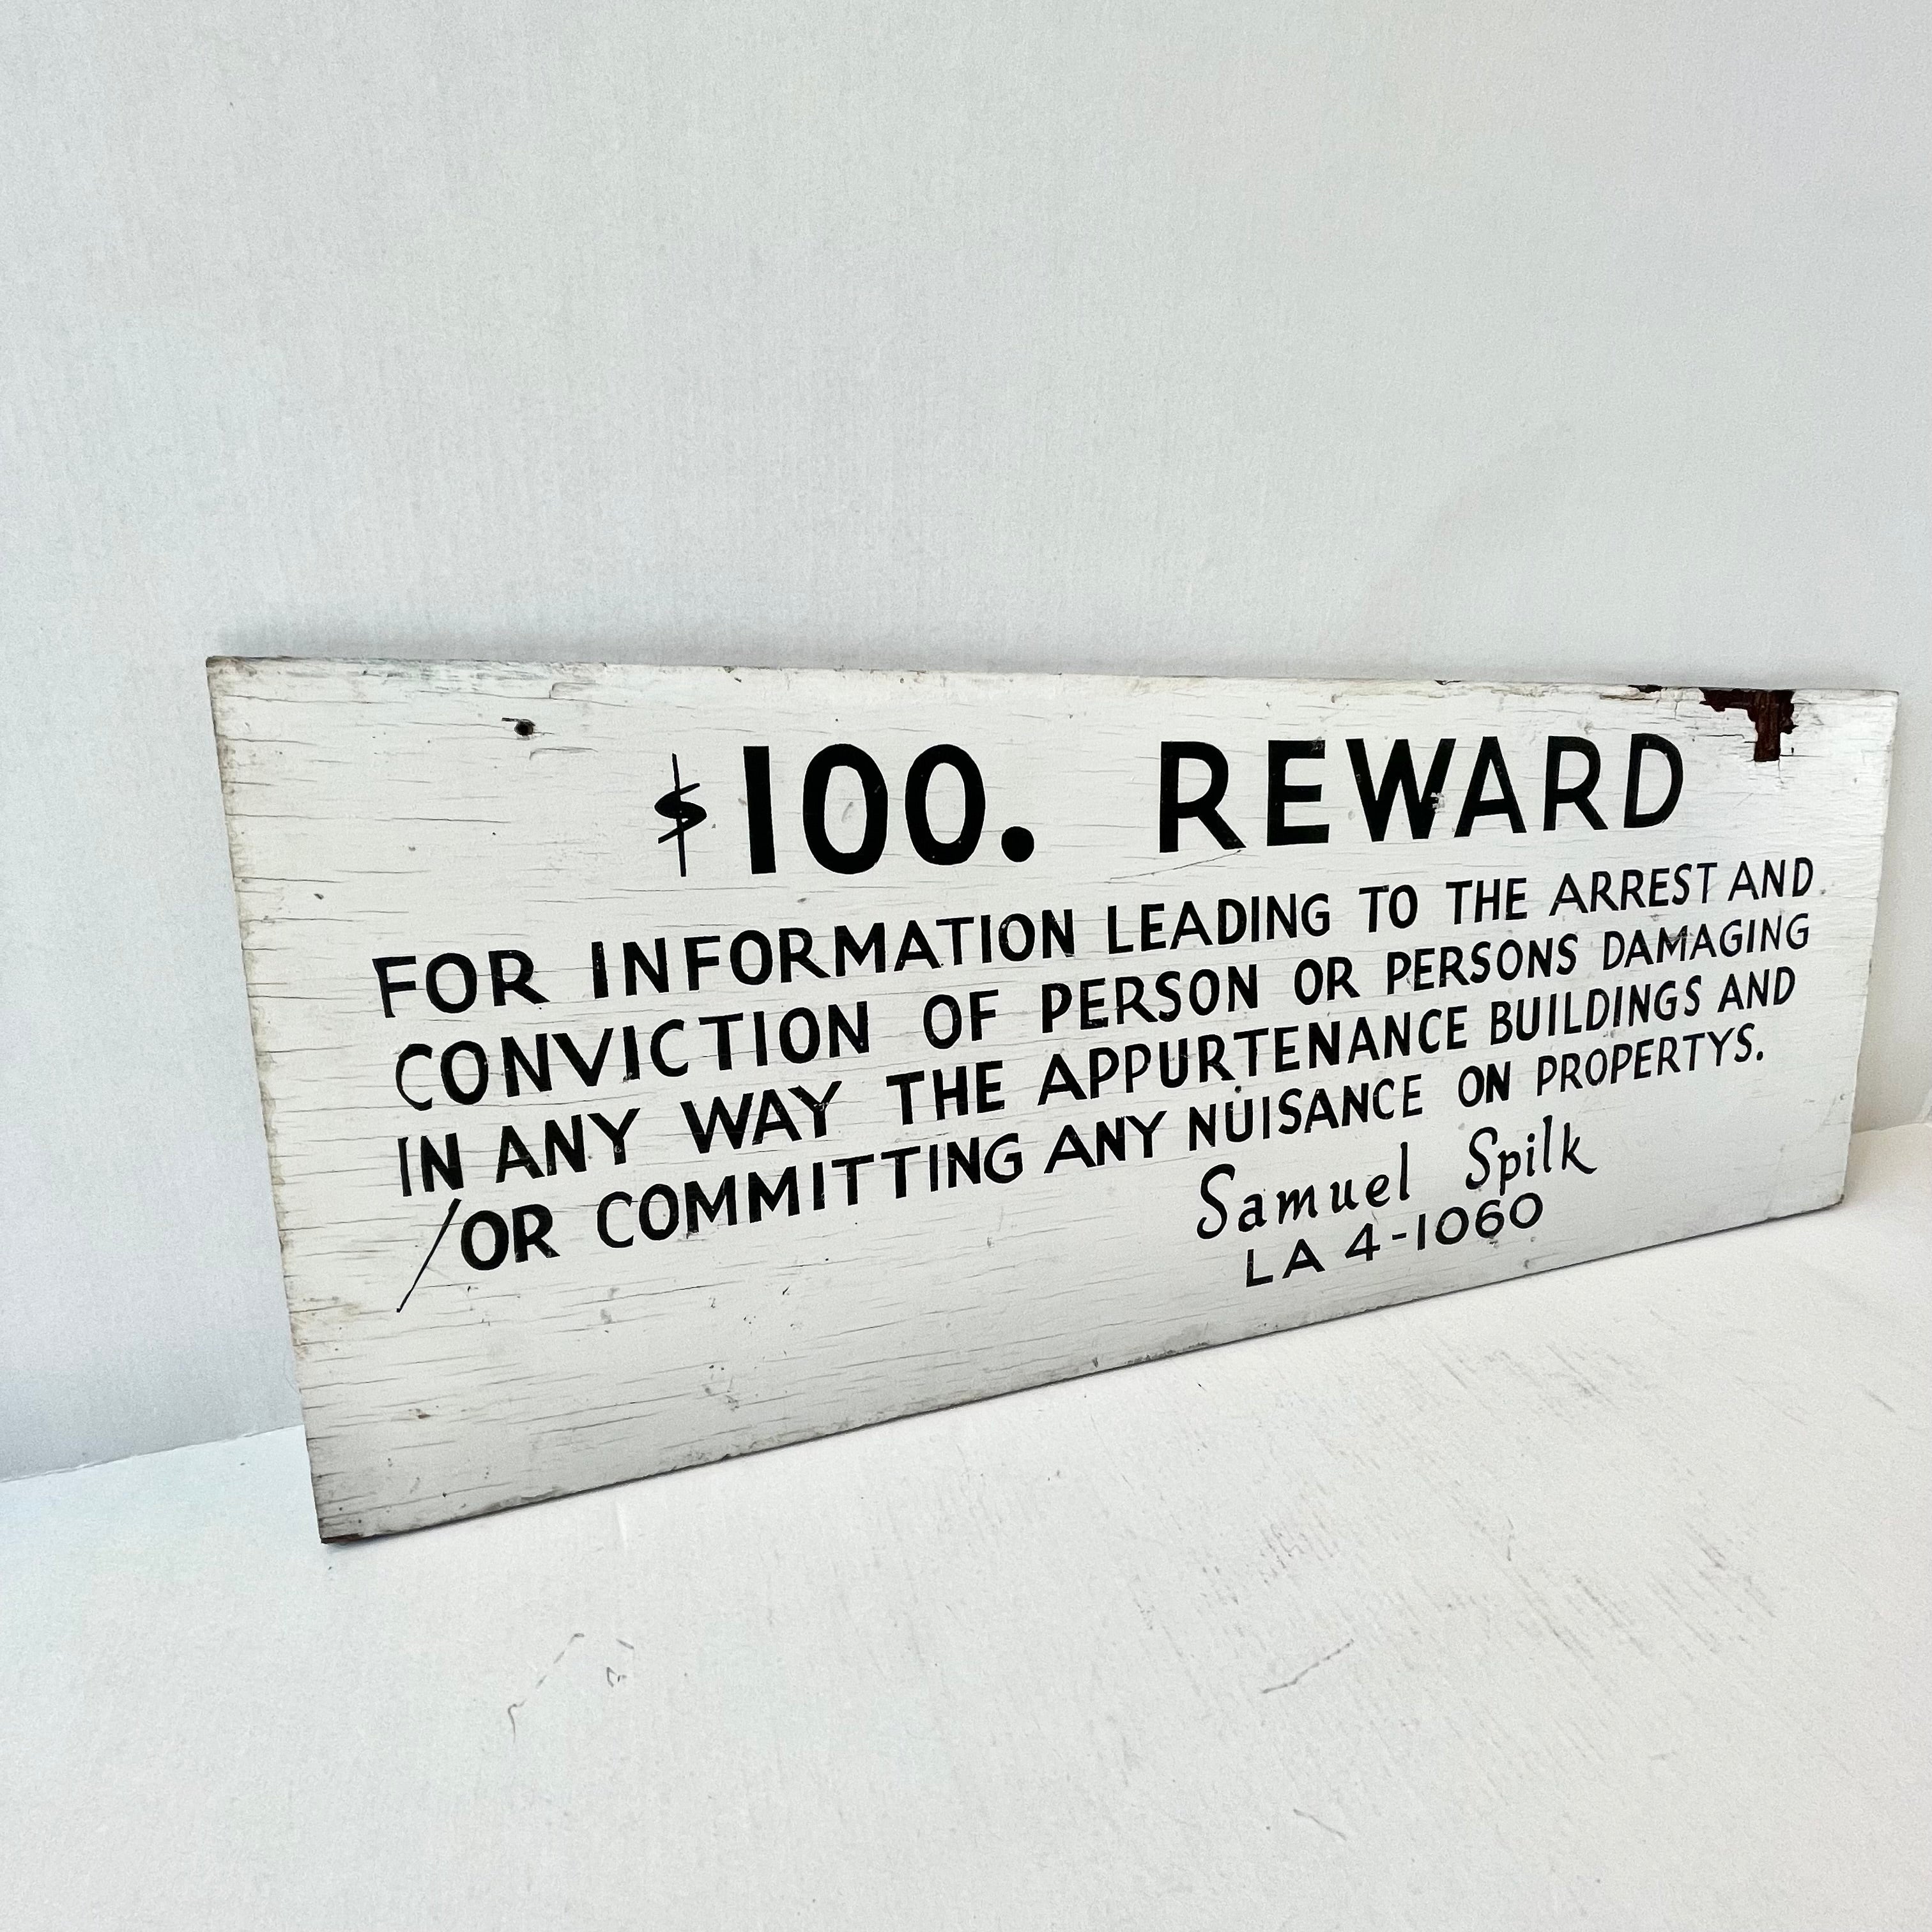 $100. REWARD
FOR INFORMATION LEADING TO THE ARREST AND
CONVICTION OF PERSON OR PERSONS DAMAGING
IN ANY WAY THE APPURTENANCE BUILDINGS AND
/OR COMMITTING ANY NUISANCE ON PROPERTYS.
Samuel Spilk
LA 4-1060